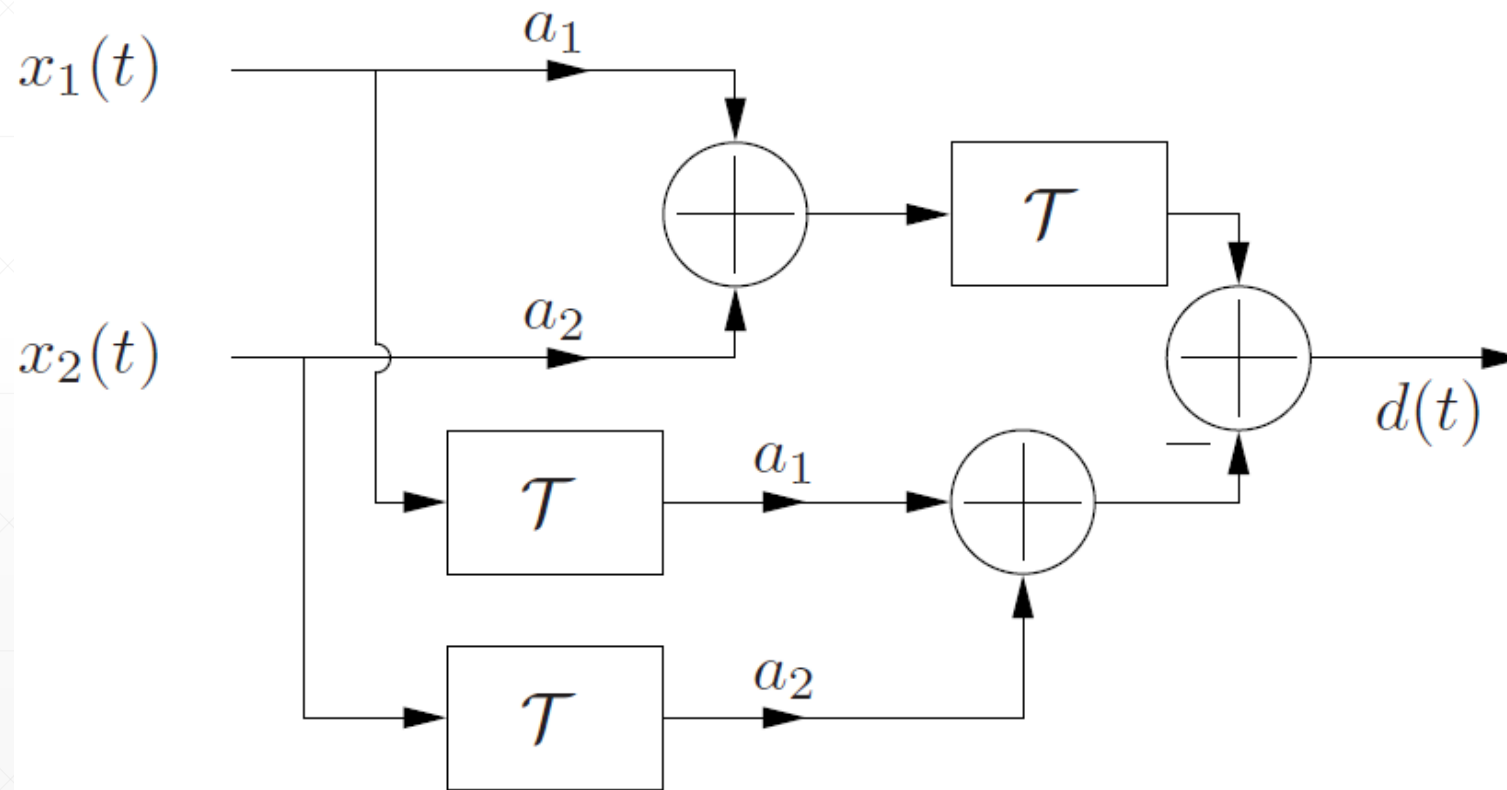 x₁(t)
a₁
𝒯
x₂(t)
a₂
d(t)
−
𝒯
a₁
𝒯
a₂